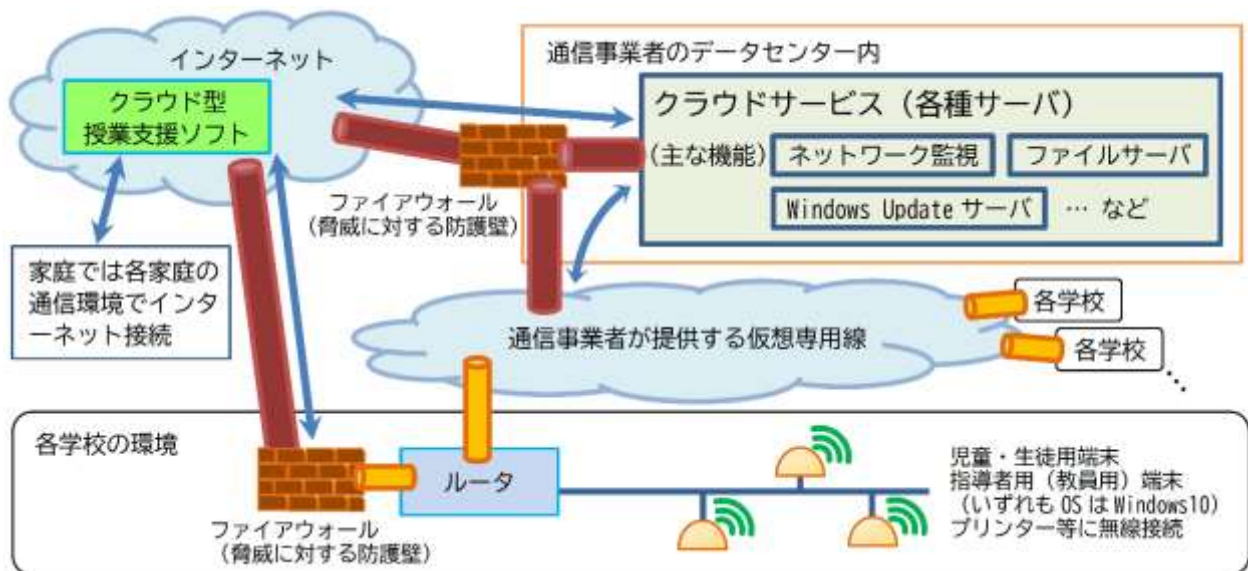 インターネット
クラウド型
授業支援ソフト
通信事業者のデータセンター内
クラウドサービス（各種サーバ）
(主な機能)
ネットワーク監視
ファイルサーバ
Windows Update サーバ
… など
ファイアウォール
（脅威に対する防護壁）
家庭では各家庭の
通信環境でインタ
ーネット接続
通信事業者が提供する仮想専用線
各学校
各学校
⋱
各学校の環境
ルータ
ファイアウォール
（脅威に対する防護壁）
児童・生徒用端末
指導者用（教員用）端末
（いずれも OS は Windows10）
プリンター等に無線接続